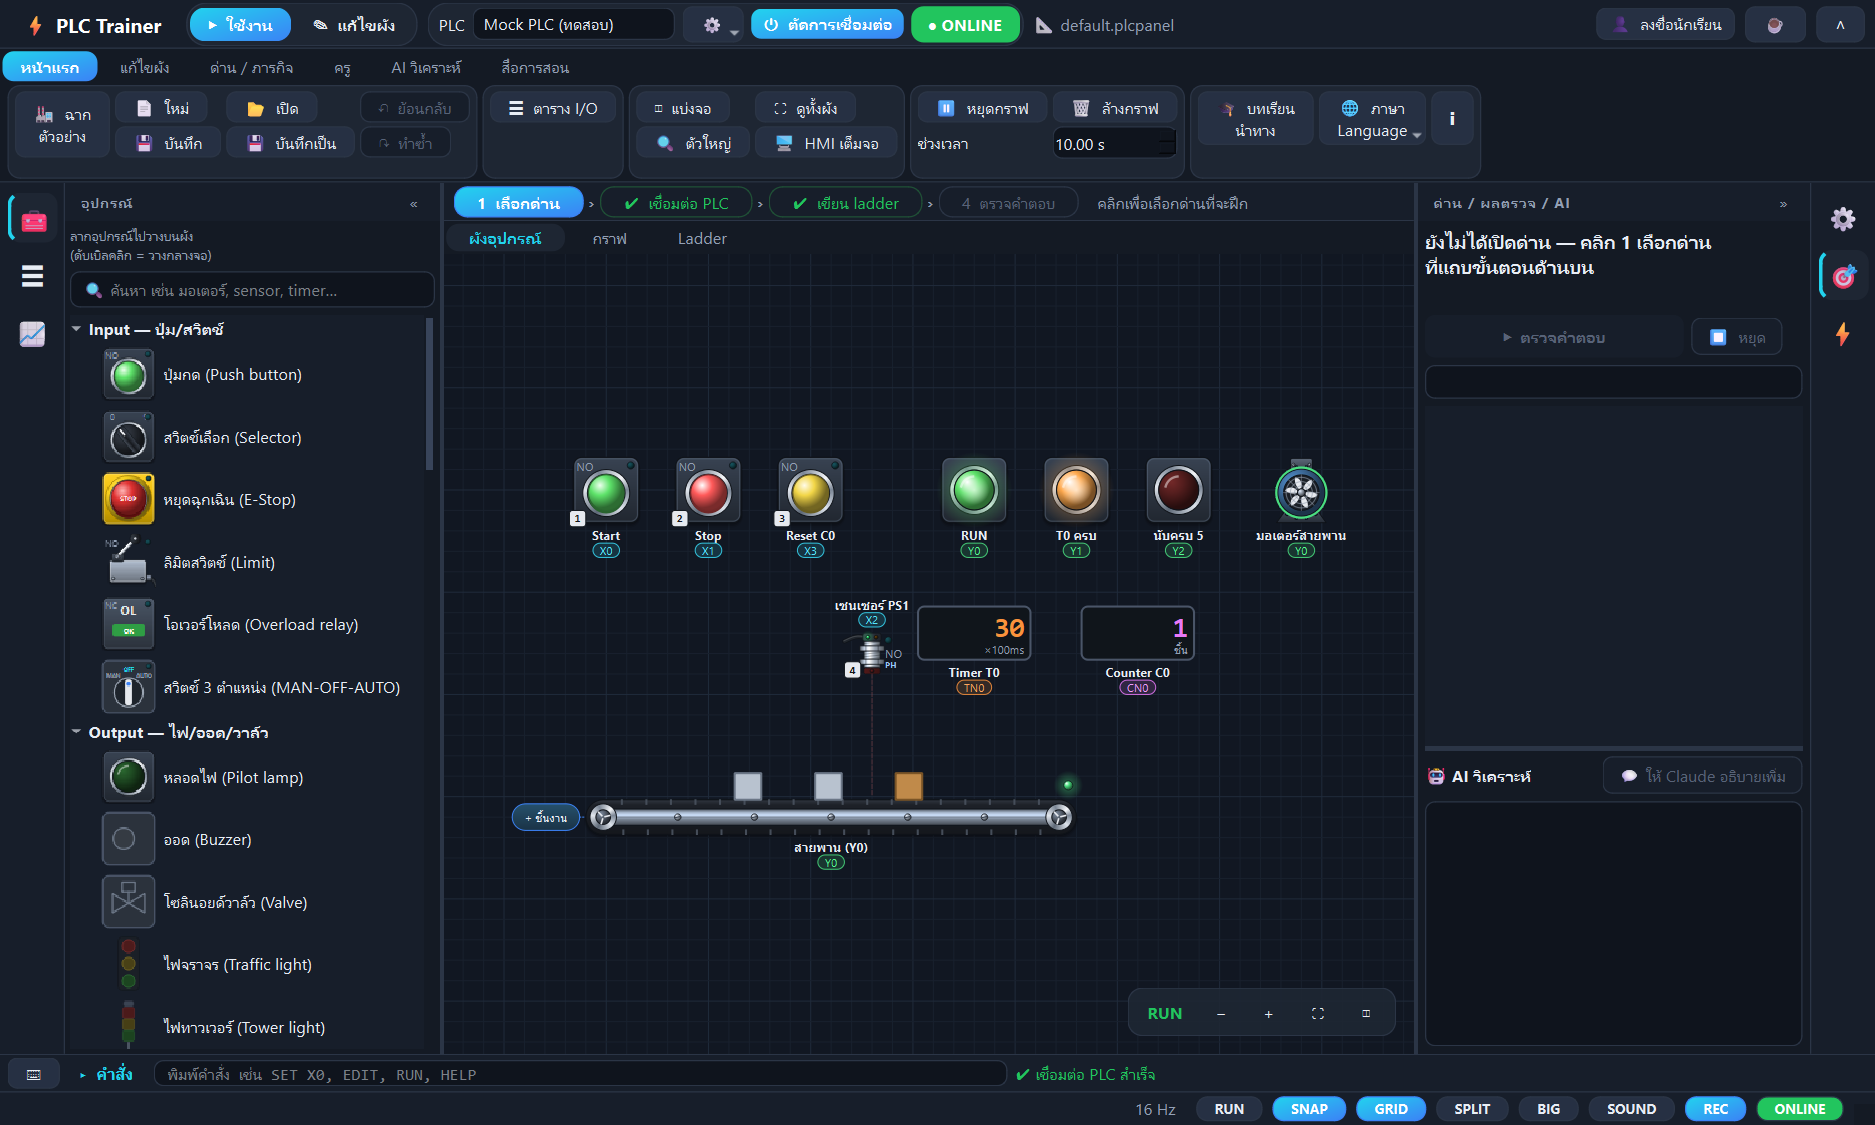 PLC Trainer
ใช้งาน
แก้ไขผัง
PLC
Mock PLC (ทดสอบ)
ตัดการเชื่อมต่อ
● ONLINE
default.plcpanel
ลงชื่อนักเรียน
หน้าแรก
แก้ไขผัง
ด่าน / ภารกิจ
ครู
AI วิเคราะห์
สื่อการสอน
ฉาก
ตัวอย่าง
ใหม่
เปิด
ย้อนกลับ
บันทึก
บันทึกเป็น
ทำซ้ำ
ตาราง I/O
แบ่งจอ
ดูทั้งผัง
ตัวใหญ่
HMI เต็มจอ
หยุดกราฟ
ล้างกราฟ
ช่วงเวลา
10.00 s
บทเรียน
นำทาง
ภาษา
Language
i
อุปกรณ์
«
ลากอุปกรณ์ไปวางบนผัง
(ดับเบิลคลิก = วางกลางจอ)
ค้นหา เช่น มอเตอร์, sensor, timer...
Input — ปุ่ม/สวิตช์
NO
ปุ่มกด (Push button)
สวิตช์เลือก (Selector)
STOP
หยุดฉุกเฉิน (E-Stop)
NO
ลิมิตสวิตช์ (Limit)
NC
OL
โอเวอร์โหลด (Overload relay)
MAN OFF AUTO
สวิตช์ 3 ตำแหน่ง (MAN-OFF-AUTO)
Output — ไฟ/ออด/วาล์ว
หลอดไฟ (Pilot lamp)
ออด (Buzzer)
โซลินอยด์วาล์ว (Valve)
ไฟจราจร (Traffic light)
ไฟทาวเวอร์ (Tower light)
1 เลือกด่าน
›
✔ เชื่อมต่อ PLC
›
✔ เขียน ladder
›
4 ตรวจคำตอบ
คลิกเพื่อเลือกด่านที่จะฝึก
ผังอุปกรณ์
กราฟ
Ladder
NO
1
Start
X0
NO
2
Stop
X1
NO
3
Reset C0
X3
RUN
Y0
T0 ครบ
Y1
นับครบ 5
Y2
มอเตอร์สายพาน
Y0
เซนเซอร์ PS1
X2
NO
PH
4
30
×100ms
Timer T0
TN0
1
ชิ้น
Counter C0
CN0
+ ชิ้นงาน
สายพาน (Y0)
Y0
RUN
−
+
ด่าน / ผลตรวจ / AI
»
ยังไม่ได้เปิดด่าน — คลิก 1 เลือกด่าน
ที่แถบขั้นตอนด้านบน
ตรวจคำตอบ
หยุด
AI วิเคราะห์
ให้ Claude อธิบายเพิ่ม
คำสั่ง
พิมพ์คำสั่ง เช่น SET X0, EDIT, RUN, HELP
✔ เชื่อมต่อ PLC สำเร็จ
16 Hz
RUN
SNAP
GRID
SPLIT
BIG
SOUND
REC
ONLINE